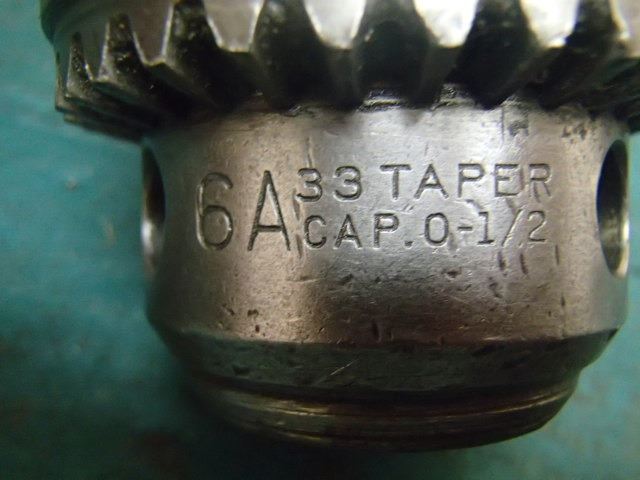 6A 33 TAPER
CAP. 0-1/2